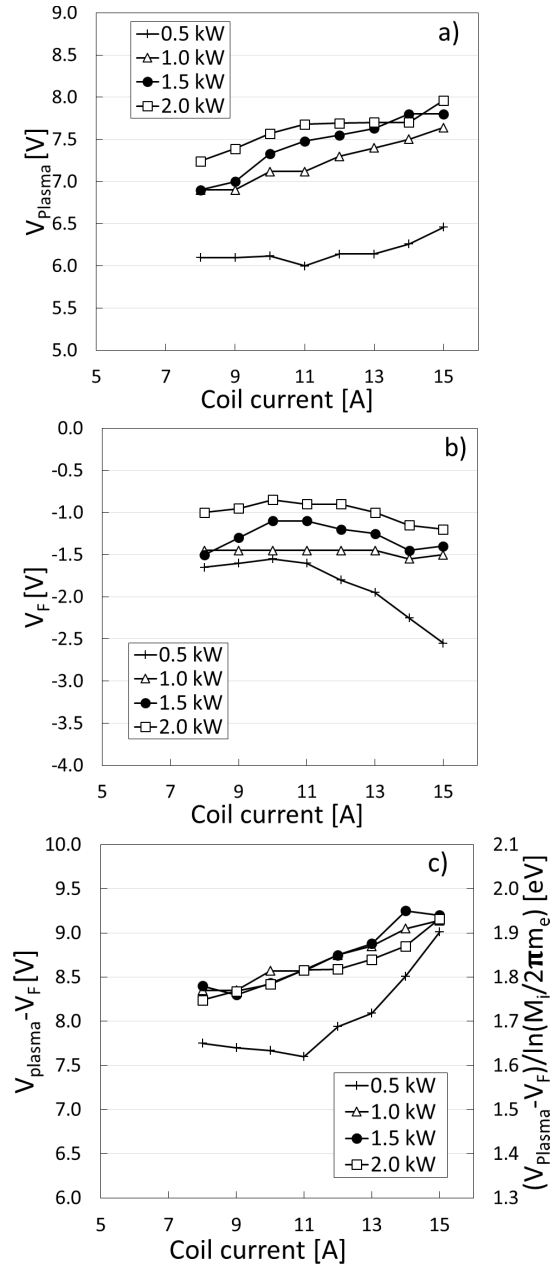 a)
0.5 kW
1.0 kW
1.5 kW
2.0 kW
9.0
8.5
8.0
7.5
7.0
6.5
6.0
5.5
5.0
V_Plasma [V]
5 7 9 11 13 15
Coil current [A]
b)
0.0
-0.5
-1.0
-1.5
-2.0
-2.5
-3.0
-3.5
-4.0
V_F [V]
0.5 kW
1.0 kW
1.5 kW
2.0 kW
5 7 9 11 13 15
Coil current [A]
c)
10.0
9.5
9.0
8.5
8.0
7.5
7.0
6.5
6.0
V_plasma-V_F [V]
2.1
2.0
1.9
1.8
1.7
1.6
1.5
1.4
1.3
(V_Plasma-V_F)/ln(M_i/2πm_e) [eV]
0.5 kW
1.0 kW
1.5 kW
2.0 kW
5 7 9 11 13 15
Coil current [A]